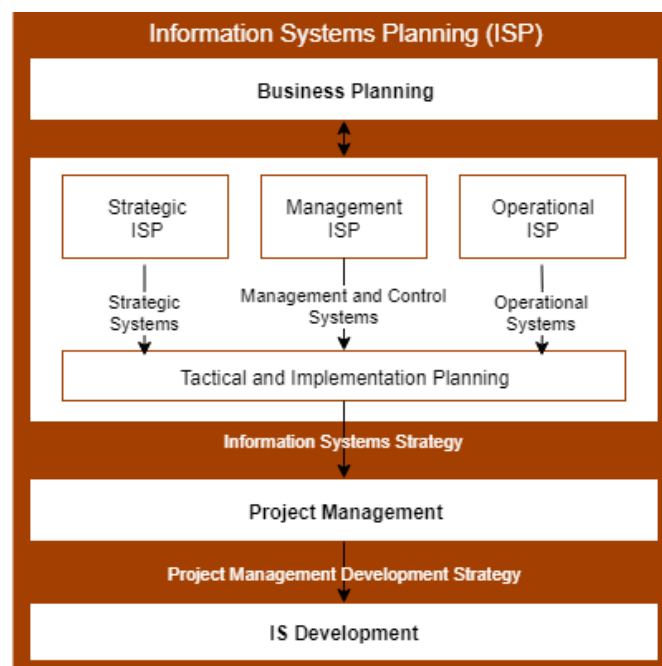 Information Systems Planning (ISP)
Business Planning
Strategic
ISP
Management
ISP
Operational
ISP
Strategic
Systems
Management and Control
Systems
Operational
Systems
Tactical and Implementation Planning
Information Systems Strategy
Project Management
Project Management Development Strategy
IS Development